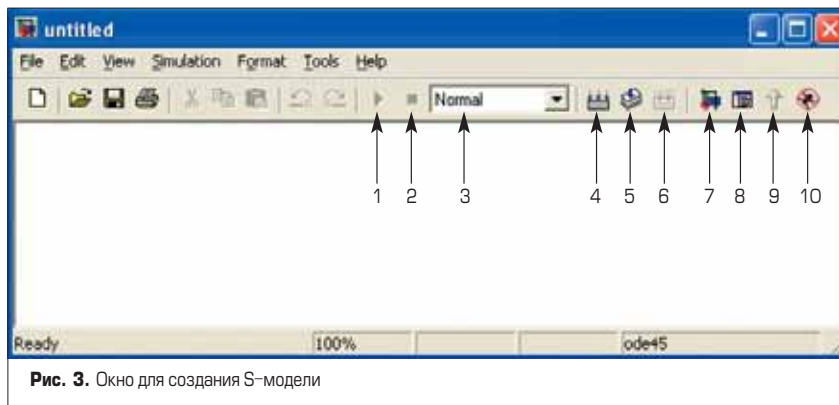 untitled
File Edit View Simulation Format Tools Help
Normal
1 2 3 4 5 6 7 8 9 10
Ready 100% ode45
Рис. 3. Окно для создания S-модели